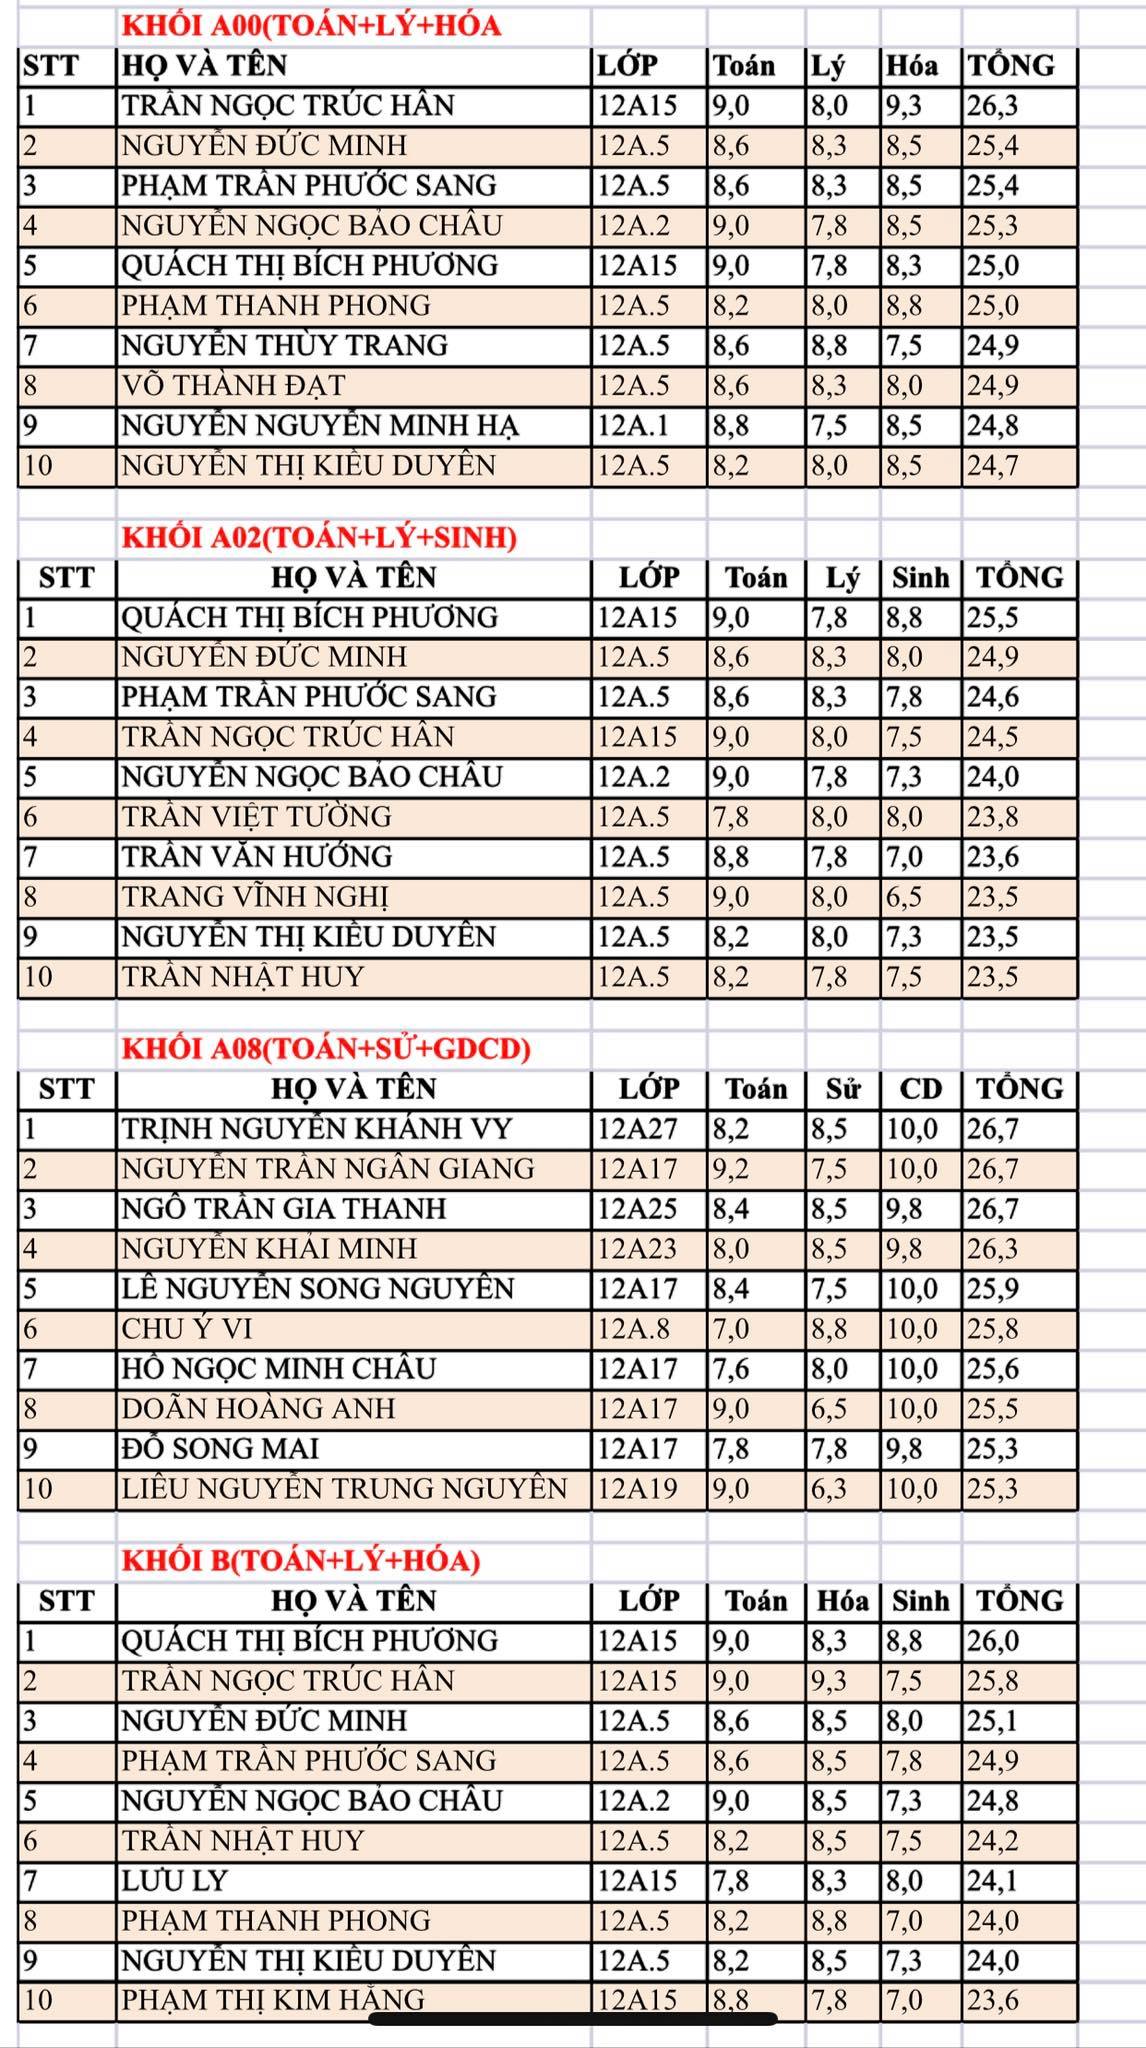 KHỐI A00(TOÁN+LÝ+HÓA
STT HỌ VÀ TÊN LỚP Toán Lý Hóa TỔNG
1 TRẦN NGỌC TRÚC HÂN 12A15 9,0 8,0 9,3 26,3
2 NGUYỄN ĐỨC MINH 12A.5 8,6 8,3 8,5 25,4
3 PHẠM TRẦN PHƯỚC SANG 12A.5 8,6 8,3 8,5 25,4
4 NGUYỄN NGỌC BẢO CHÂU 12A.2 9,0 7,8 8,5 25,3
5 QUÁCH THỊ BÍCH PHƯƠNG 12A15 9,0 7,8 8,3 25,0
6 PHẠM THANH PHONG 12A.5 8,2 8,0 8,8 25,0
7 NGUYỄN THÙY TRANG 12A.5 8,6 8,8 7,5 24,9
8 VÕ THÀNH ĐẠT 12A.5 8,6 8,3 8,0 24,9
9 NGUYỄN NGUYỄN MINH HẠ 12A.1 8,8 7,5 8,5 24,8
10 NGUYỄN THỊ KIỀU DUYÊN 12A.5 8,2 8,0 8,5 24,7
KHỐI A02(TOÁN+LÝ+SINH)
STT HỌ VÀ TÊN LỚP Toán Lý Sinh TỔNG
1 QUÁCH THỊ BÍCH PHƯƠNG 12A15 9,0 7,8 8,8 25,5
2 NGUYỄN ĐỨC MINH 12A.5 8,6 8,3 8,0 24,9
3 PHẠM TRẦN PHƯỚC SANG 12A.5 8,6 8,3 7,8 24,6
4 TRẦN NGỌC TRÚC HÂN 12A15 9,0 8,0 7,5 24,5
5 NGUYỄN NGỌC BẢO CHÂU 12A.2 9,0 7,8 7,3 24,0
6 TRẦN VIỆT TƯỜNG 12A.5 7,8 8,0 8,0 23,8
7 TRẦN VĂN HƯỚNG 12A.5 8,8 7,8 7,0 23,6
8 TRANG VĨNH NGHỊ 12A.5 9,0 8,0 6,5 23,5
9 NGUYỄN THỊ KIỀU DUYÊN 12A.5 8,2 8,0 7,3 23,5
10 TRẦN NHẬT HUY 12A.5 8,2 7,8 7,5 23,5
KHỐI A08(TOÁN+SỬ+GDCD)
STT HỌ VÀ TÊN LỚP Toán Sử CD TỔNG
1 TRỊNH NGUYỄN KHÁNH VY 12A27 8,2 8,5 10,0 26,7
2 NGUYỄN TRẦN NGÂN GIANG 12A17 9,2 7,5 10,0 26,7
3 NGÔ TRẦN GIA THANH 12A25 8,4 8,5 9,8 26,7
4 NGUYỄN KHẢI MINH 12A23 8,0 8,5 9,8 26,3
5 LÊ NGUYỄN SONG NGUYÊN 12A17 8,4 7,5 10,0 25,9
6 CHU Ý VI 12A.8 7,0 8,8 10,0 25,8
7 HỒ NGỌC MINH CHÂU 12A17 7,6 8,0 10,0 25,6
8 DOÃN HOÀNG ANH 12A17 9,0 6,5 10,0 25,5
9 ĐỖ SONG MAI 12A17 7,8 7,8 9,8 25,3
10 LIÊU NGUYỄN TRUNG NGUYÊN 12A19 9,0 6,3 10,0 25,3
KHỐI B(TOÁN+LÝ+HÓA)
STT HỌ VÀ TÊN LỚP Toán Hóa Sinh TỔNG
1 QUÁCH THỊ BÍCH PHƯƠNG 12A15 9,0 8,3 8,8 26,0
2 TRẦN NGỌC TRÚC HÂN 12A15 9,0 9,3 7,5 25,8
3 NGUYỄN ĐỨC MINH 12A.5 8,6 8,5 8,0 25,1
4 PHẠM TRẦN PHƯỚC SANG 12A.5 8,6 8,5 7,8 24,9
5 NGUYỄN NGỌC BẢO CHÂU 12A.2 9,0 8,5 7,3 24,8
6 TRẦN NHẬT HUY 12A.5 8,2 8,5 7,5 24,2
7 LƯU LY 12A15 7,8 8,3 8,0 24,1
8 PHẠM THANH PHONG 12A.5 8,2 8,8 7,0 24,0
9 NGUYỄN THỊ KIỀU DUYÊN 12A.5 8,2 8,5 7,3 24,0
10 PHẠM THỊ KIM HẰNG 12A15 8,8 7,8 7,0 23,6